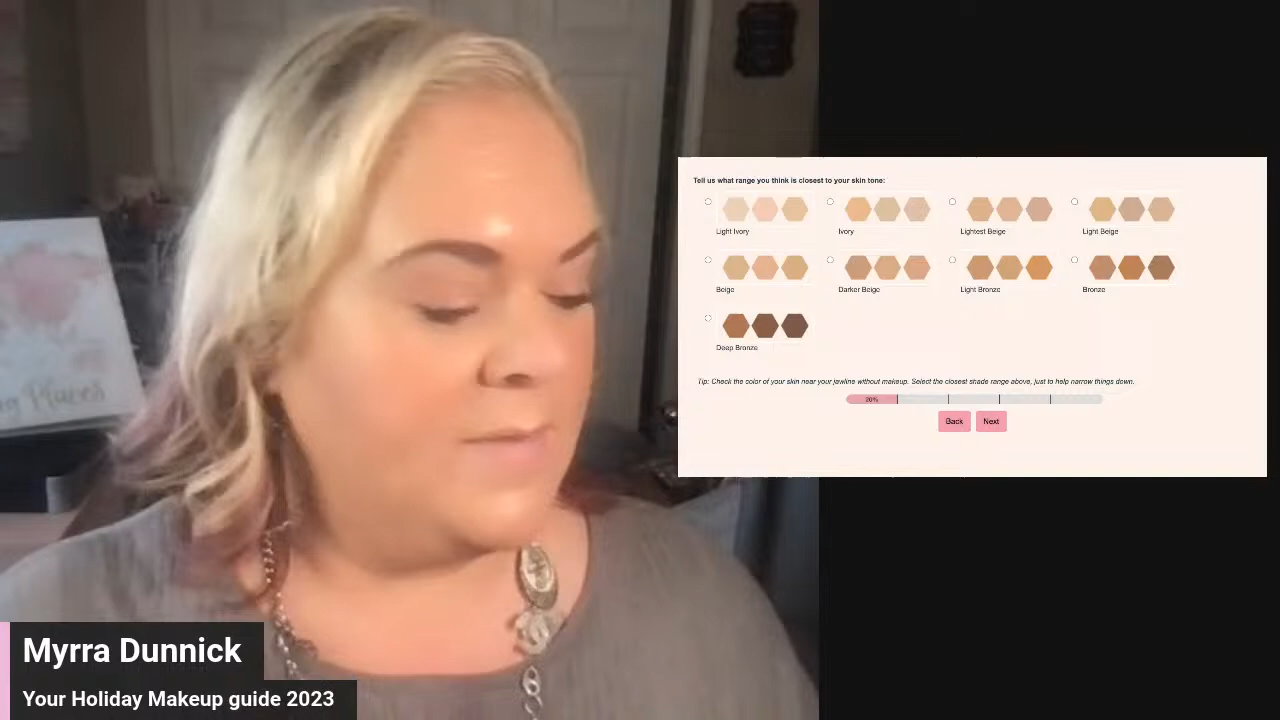 ng Places
Tell us what range you think is closest to your skin tone:
Light Ivory
Ivory
Lightest Beige
Light Beige
Beige
Darker Beige
Light Bronze
Bronze
Deep Bronze
Tip: Check the color of your skin near your jawline without makeup. Select the closest shade range above, just to help narrow things down.
20%
Back
Next
Myrra Dunnick
Your Holiday Makeup guide 2023